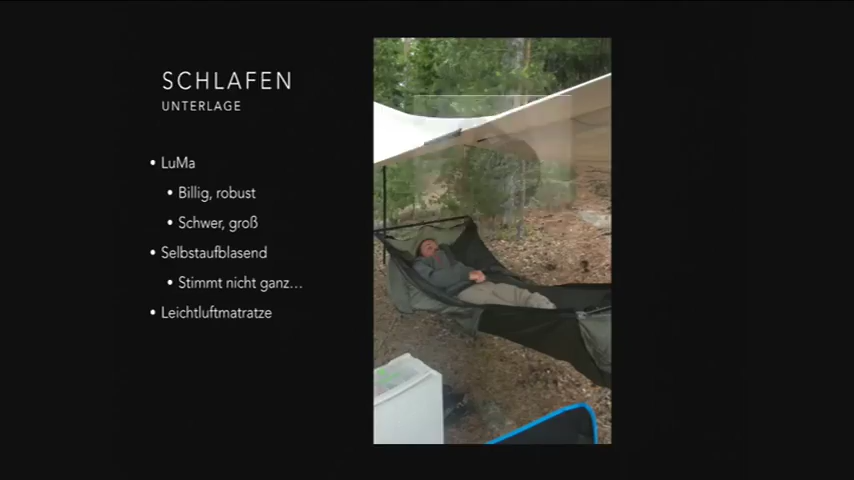 SCHLAFEN
UNTERLAGE
• LuMa
• Billig, robust
• Schwer, groß
• Selbstaufblasend
• Stimmt nicht ganz…
• Leichtluftmatratze